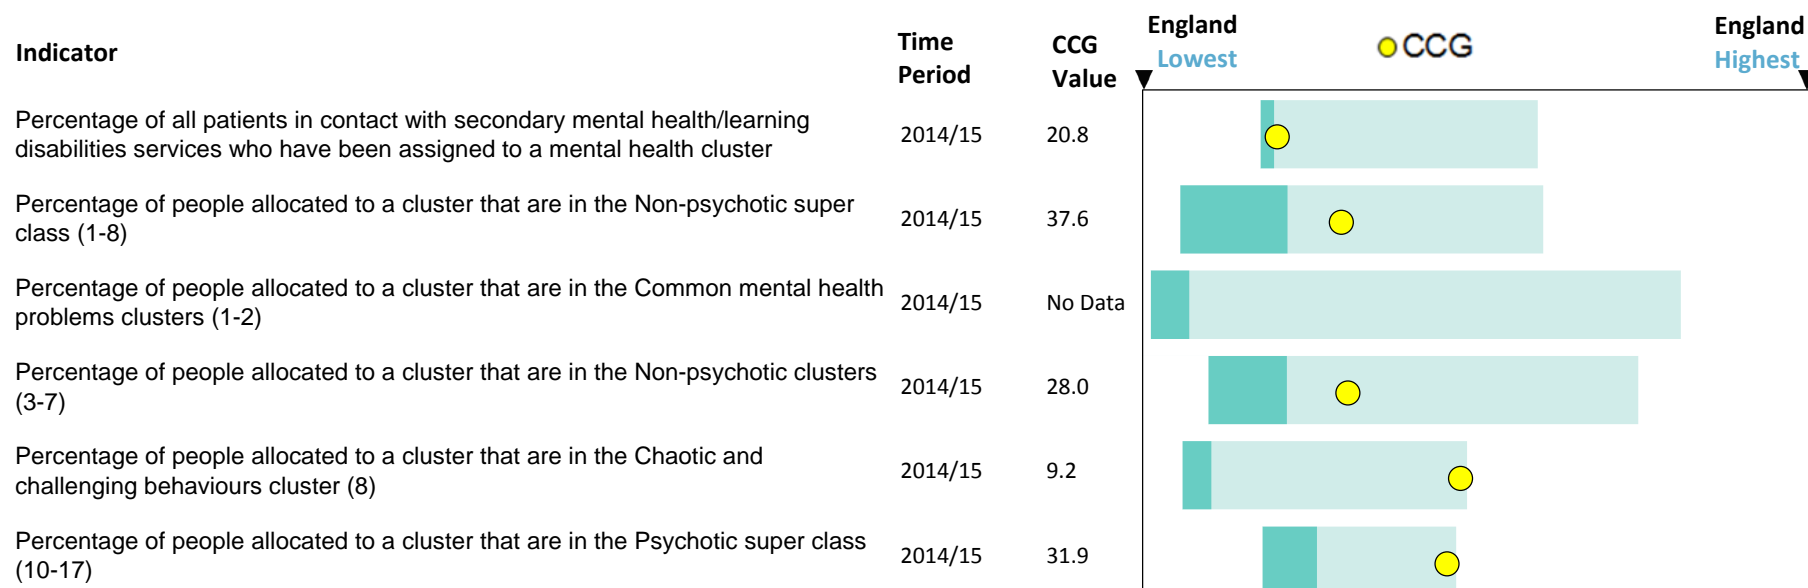 Indicator
Time
Period
CCG
Value
England
Lowest
CCG
England
Highest
Percentage of all patients in contact with secondary mental health/learning
disabilities services who have been assigned to a mental health cluster
2014/15
20.8
Percentage of people allocated to a cluster that are in the Non-psychotic super
class (1-8)
2014/15
37.6
Percentage of people allocated to a cluster that are in the Common mental health
problems clusters (1-2)
2014/15
No Data
Percentage of people allocated to a cluster that are in the Non-psychotic clusters
(3-7)
2014/15
28.0
Percentage of people allocated to a cluster that are in the Chaotic and
challenging behaviours cluster (8)
2014/15
9.2
Percentage of people allocated to a cluster that are in the Psychotic super class
(10-17)
2014/15
31.9